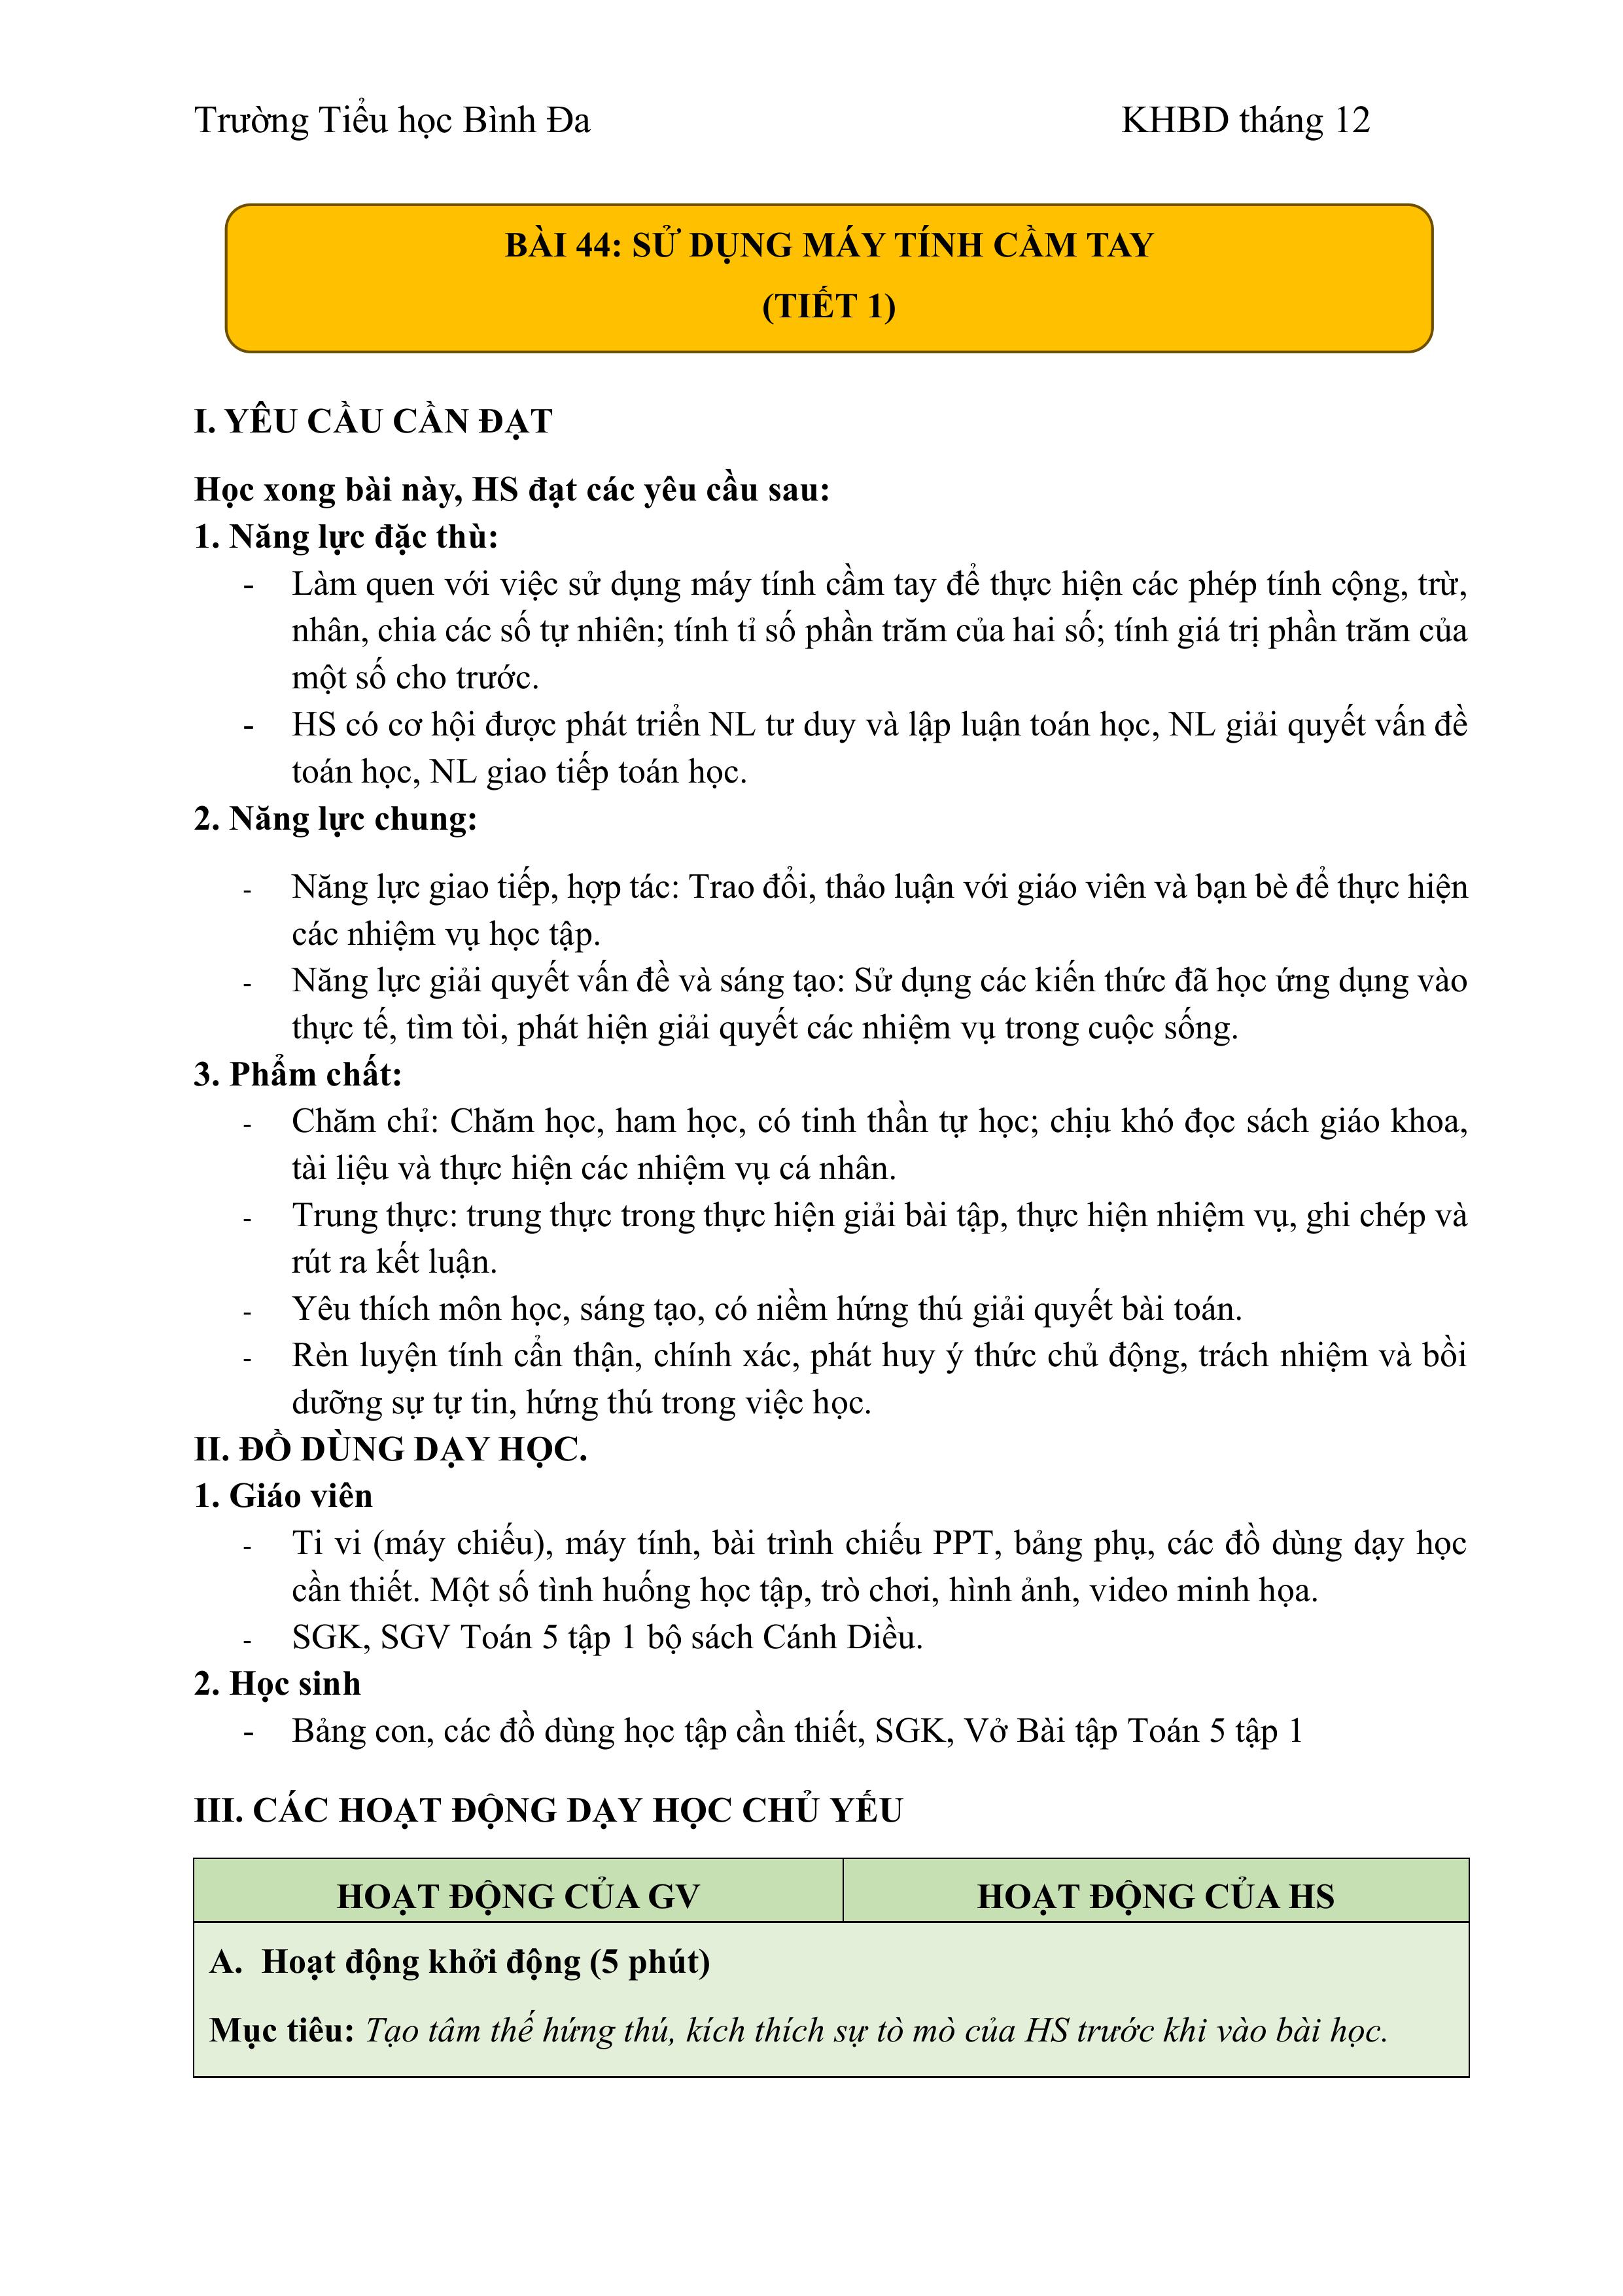 Trường Tiểu học Bình Đa KHBD tháng 12
BÀI 44: SỬ DỤNG MÁY TÍNH CẦM TAY
(TIẾT 1)
I. YÊU CẦU CẦN ĐẠT
Học xong bài này, HS đạt các yêu cầu sau:
1. Năng lực đặc thù:
- Làm quen với việc sử dụng máy tính cầm tay để thực hiện các phép tính cộng, trừ,
nhân, chia các số tự nhiên; tính tỉ số phần trăm của hai số; tính giá trị phần trăm của
một số cho trước.
- HS có cơ hội được phát triển NL tư duy và lập luận toán học, NL giải quyết vấn đề
toán học, NL giao tiếp toán học.
2. Năng lực chung:
- Năng lực giao tiếp, hợp tác: Trao đổi, thảo luận với giáo viên và bạn bè để thực hiện
các nhiệm vụ học tập.
- Năng lực giải quyết vấn đề và sáng tạo: Sử dụng các kiến thức đã học ứng dụng vào
thực tế, tìm tòi, phát hiện giải quyết các nhiệm vụ trong cuộc sống.
3. Phẩm chất:
- Chăm chỉ: Chăm học, ham học, có tinh thần tự học; chịu khó đọc sách giáo khoa,
tài liệu và thực hiện các nhiệm vụ cá nhân.
- Trung thực: trung thực trong thực hiện giải bài tập, thực hiện nhiệm vụ, ghi chép và
rút ra kết luận.
- Yêu thích môn học, sáng tạo, có niềm hứng thú giải quyết bài toán.
- Rèn luyện tính cẩn thận, chính xác, phát huy ý thức chủ động, trách nhiệm và bồi
dưỡng sự tự tin, hứng thú trong việc học.
II. ĐỒ DÙNG DẠY HỌC.
1. Giáo viên
- Ti vi (máy chiếu), máy tính, bài trình chiếu PPT, bảng phụ, các đồ dùng dạy học
cần thiết. Một số tình huống học tập, trò chơi, hình ảnh, video minh họa.
- SGK, SGV Toán 5 tập 1 bộ sách Cánh Diều.
2. Học sinh
- Bảng con, các đồ dùng học tập cần thiết, SGK, Vở Bài tập Toán 5 tập 1
III. CÁC HOẠT ĐỘNG DẠY HỌC CHỦ YẾU
HOẠT ĐỘNG CỦA GV HOẠT ĐỘNG CỦA HS
A. Hoạt động khởi động (5 phút)
Mục tiêu: Tạo tâm thế hứng thú, kích thích sự tò mò của HS trước khi vào bài học.